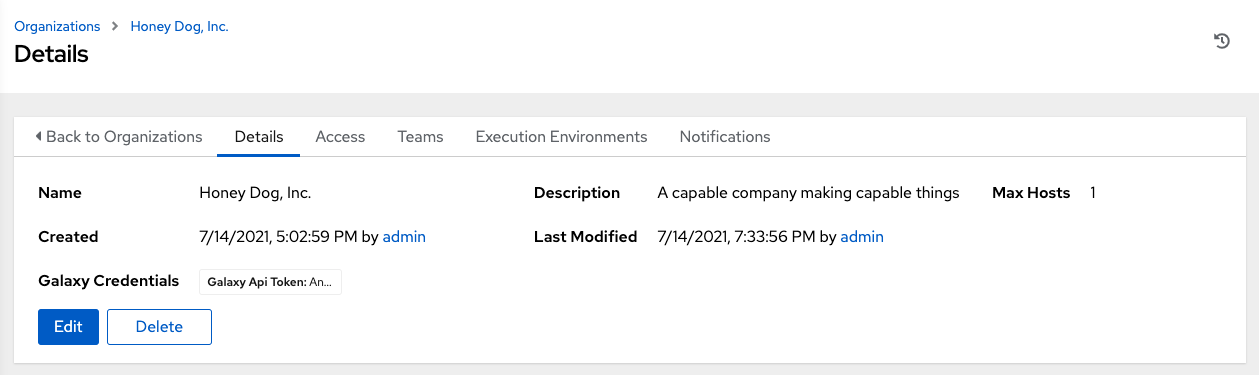 Organizations > Honey Dog, Inc.
Details
Back to Organizations Details Access Teams Execution Environments Notifications
Name Honey Dog, Inc. Description A capable company making capable things Max Hosts 1
Created 7/14/2021, 5:02:59 PM by admin Last Modified 7/14/2021, 7:33:56 PM by admin
Galaxy Credentials Galaxy Api Token: An...
Edit Delete